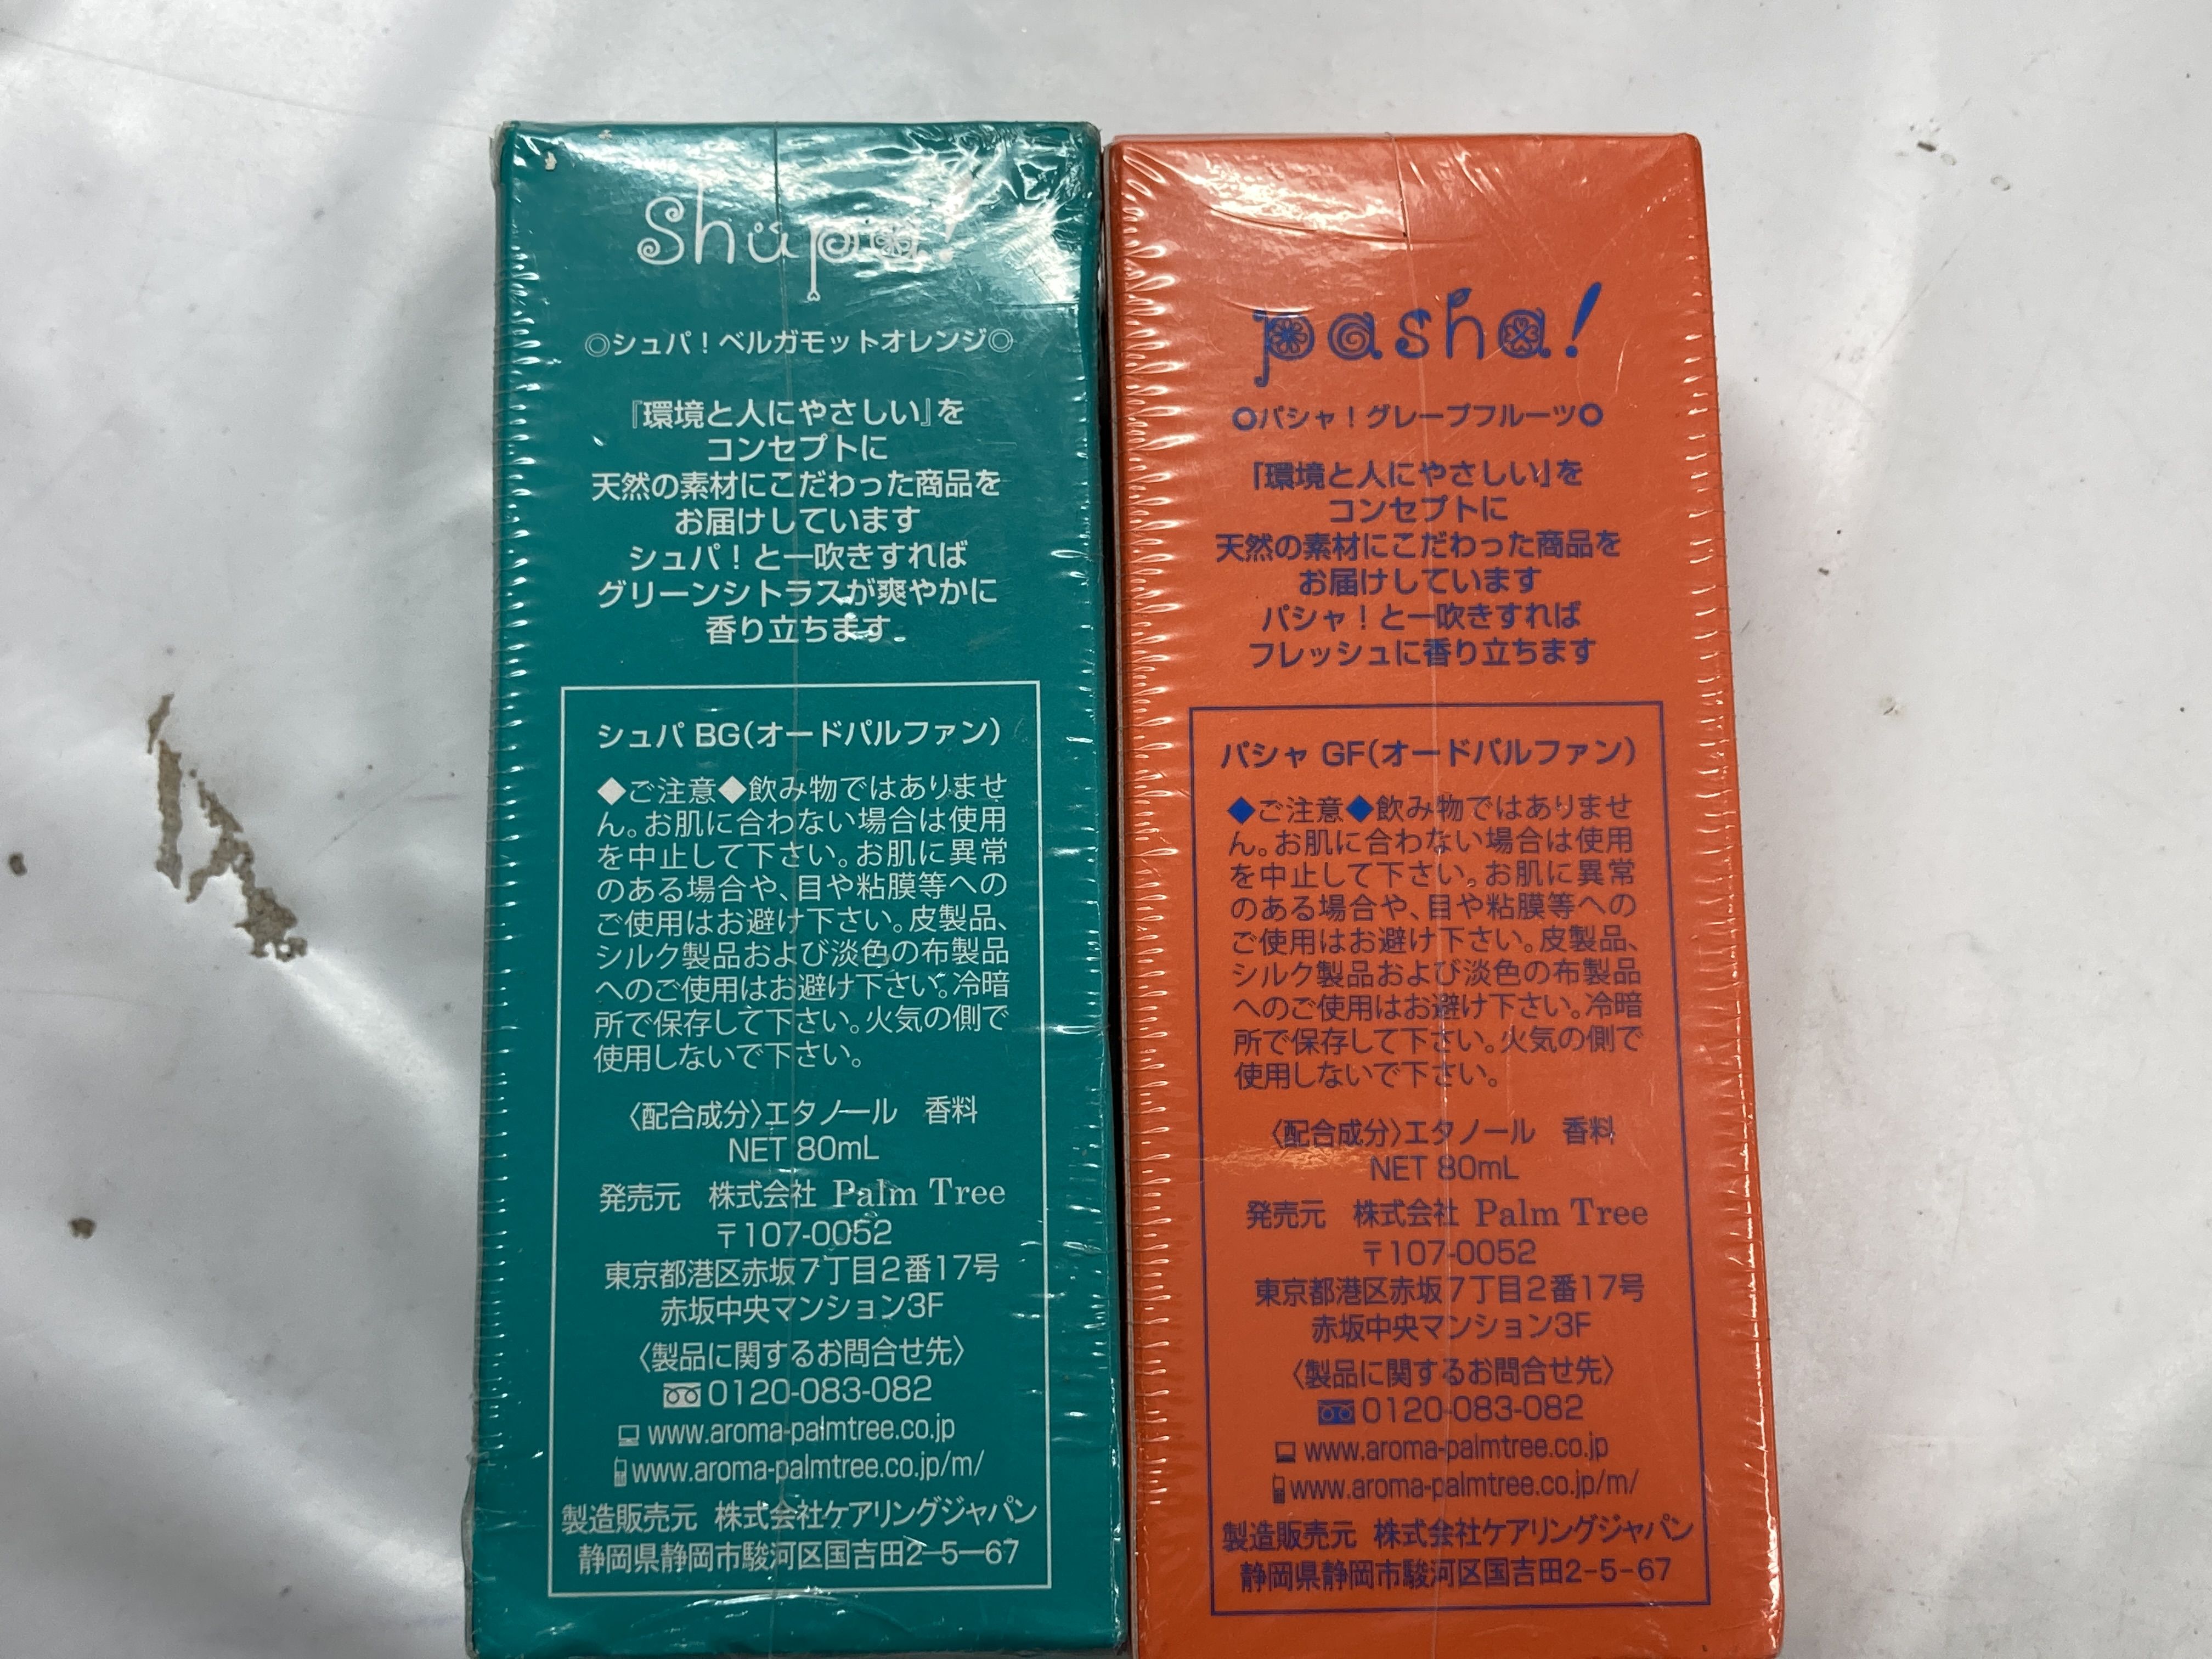 Shupa!
◎シュパ！ベルガモットオレンジ◎
『環境と人にやさしい』を
コンセプトに
天然の素材にこだわった商品を
お届けしています
シュパ！と一吹きすれば
グリーンシトラスが爽やかに
香り立ちます
シュパ BG(オードパルファン)
◆ご注意◆飲み物ではありませ
ん。お肌に合わない場合は使用
を中止して下さい。お肌に異常
のある場合や、目や粘膜等への
ご使用はお避け下さい。皮製品、
シルク製品および淡色の布製品
へのご使用はお避け下さい。冷暗
所で保存して下さい。火気の側で
使用しないで下さい。
〈配合成分〉エタノール　香料
NET 80mL
発売元　株式会社 Palm Tree
〒107-0052
東京都港区赤坂7丁目2番17号
赤坂中央マンション3F
〈製品に関するお問合せ先〉
0120-083-082
www.aroma-palmtree.co.jp
www.aroma-palmtree.co.jp/m/
製造販売元　株式会社ケアリングジャパン
静岡県静岡市駿河区国吉田2-5-67
pasha!
○パシャ！グレープフルーツ○
『環境と人にやさしい』を
コンセプトに
天然の素材にこだわった商品を
お届けしています
パシャ！と一吹きすれば
フレッシュに香り立ちます
パシャ GF(オードパルファン)
◆ご注意◆飲み物ではありませ
ん。お肌に合わない場合は使用
を中止して下さい。お肌に異常
のある場合や、目や粘膜等への
ご使用はお避け下さい。皮製品、
シルク製品および淡色の布製品
へのご使用はお避け下さい。冷暗
所で保存して下さい。火気の側で
使用しないで下さい。
〈配合成分〉エタノール　香料
NET 80mL
発売元　株式会社 Palm Tree
〒107-0052
東京都港区赤坂7丁目2番17号
赤坂中央マンション3F
〈製品に関するお問合せ先〉
0120-083-082
www.aroma-palmtree.co.jp
www.aroma-palmtree.co.jp/m/
製造販売元　株式会社ケアリングジャパン
静岡県静岡市駿河区国吉田2-5-67